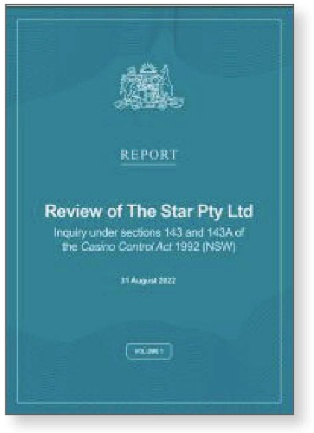 REPORT
Review of The Star Pty Ltd
Inquiry under sections 143 and 143A of
the Casino Control Act 1992 (NSW)
31 August 2022
VOLUME 1